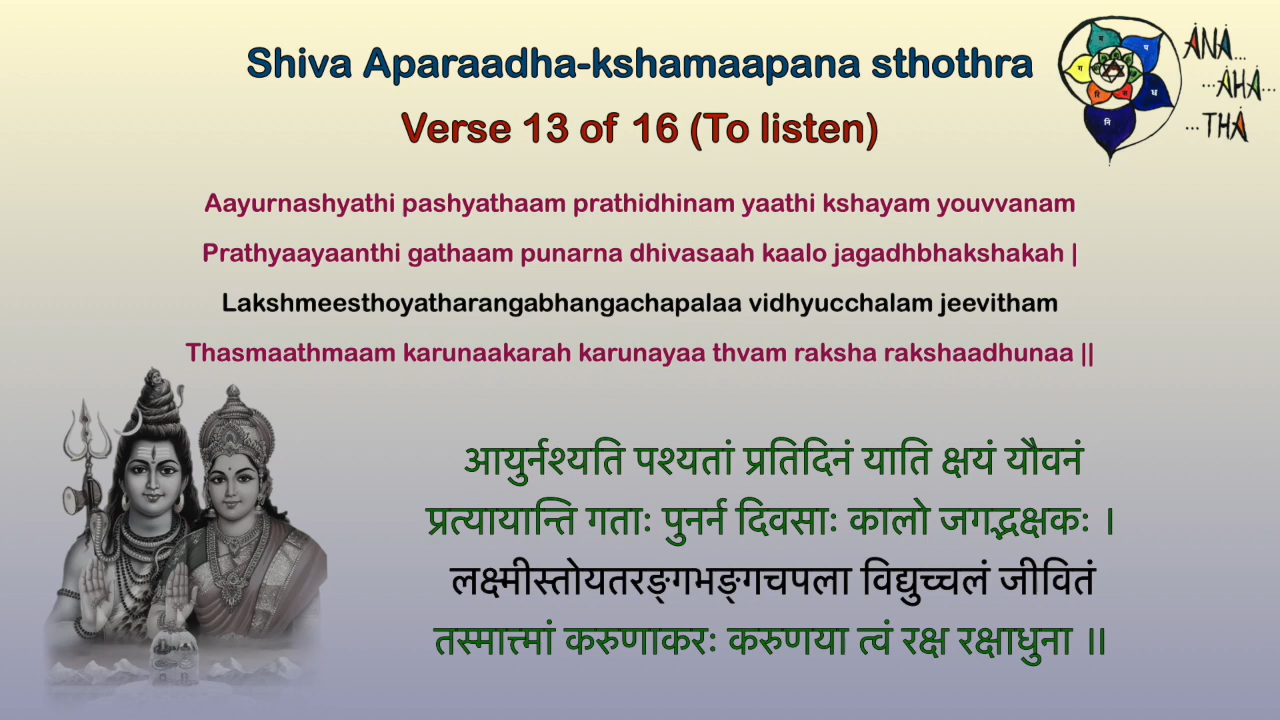 Shiva Aparaadha-kshamaapana sthothra
Verse 13 of 16 (To listen)
ANA...
...AHA...
...THA
Aayurnashyathi pashyathaam prathidhinam yaathi kshayam youvvanam
Prathyaayaanthi gathaam punarna dhivasaah kaalo jagadhbhakshakah |
Lakshmeesthoyatharangabhangachapalaa vidhyucchalam jeevitham
Thasmaathmaam karunaakarah karunayaa thvam raksha rakshaadhunaa ||
आयुर्नश्यति पश्यतां प्रतिदिनं याति क्षयं यौवनं
प्रत्यायान्ति गताः पुनर्न दिवसाः कालो जगद्भक्षकः ।
लक्ष्मीस्तोयतरङ्गभङ्गचपला विद्युच्चलं जीवितं
तस्मात्त्मां करुणाकरः करुणया त्वं रक्ष रक्षाधुना ॥